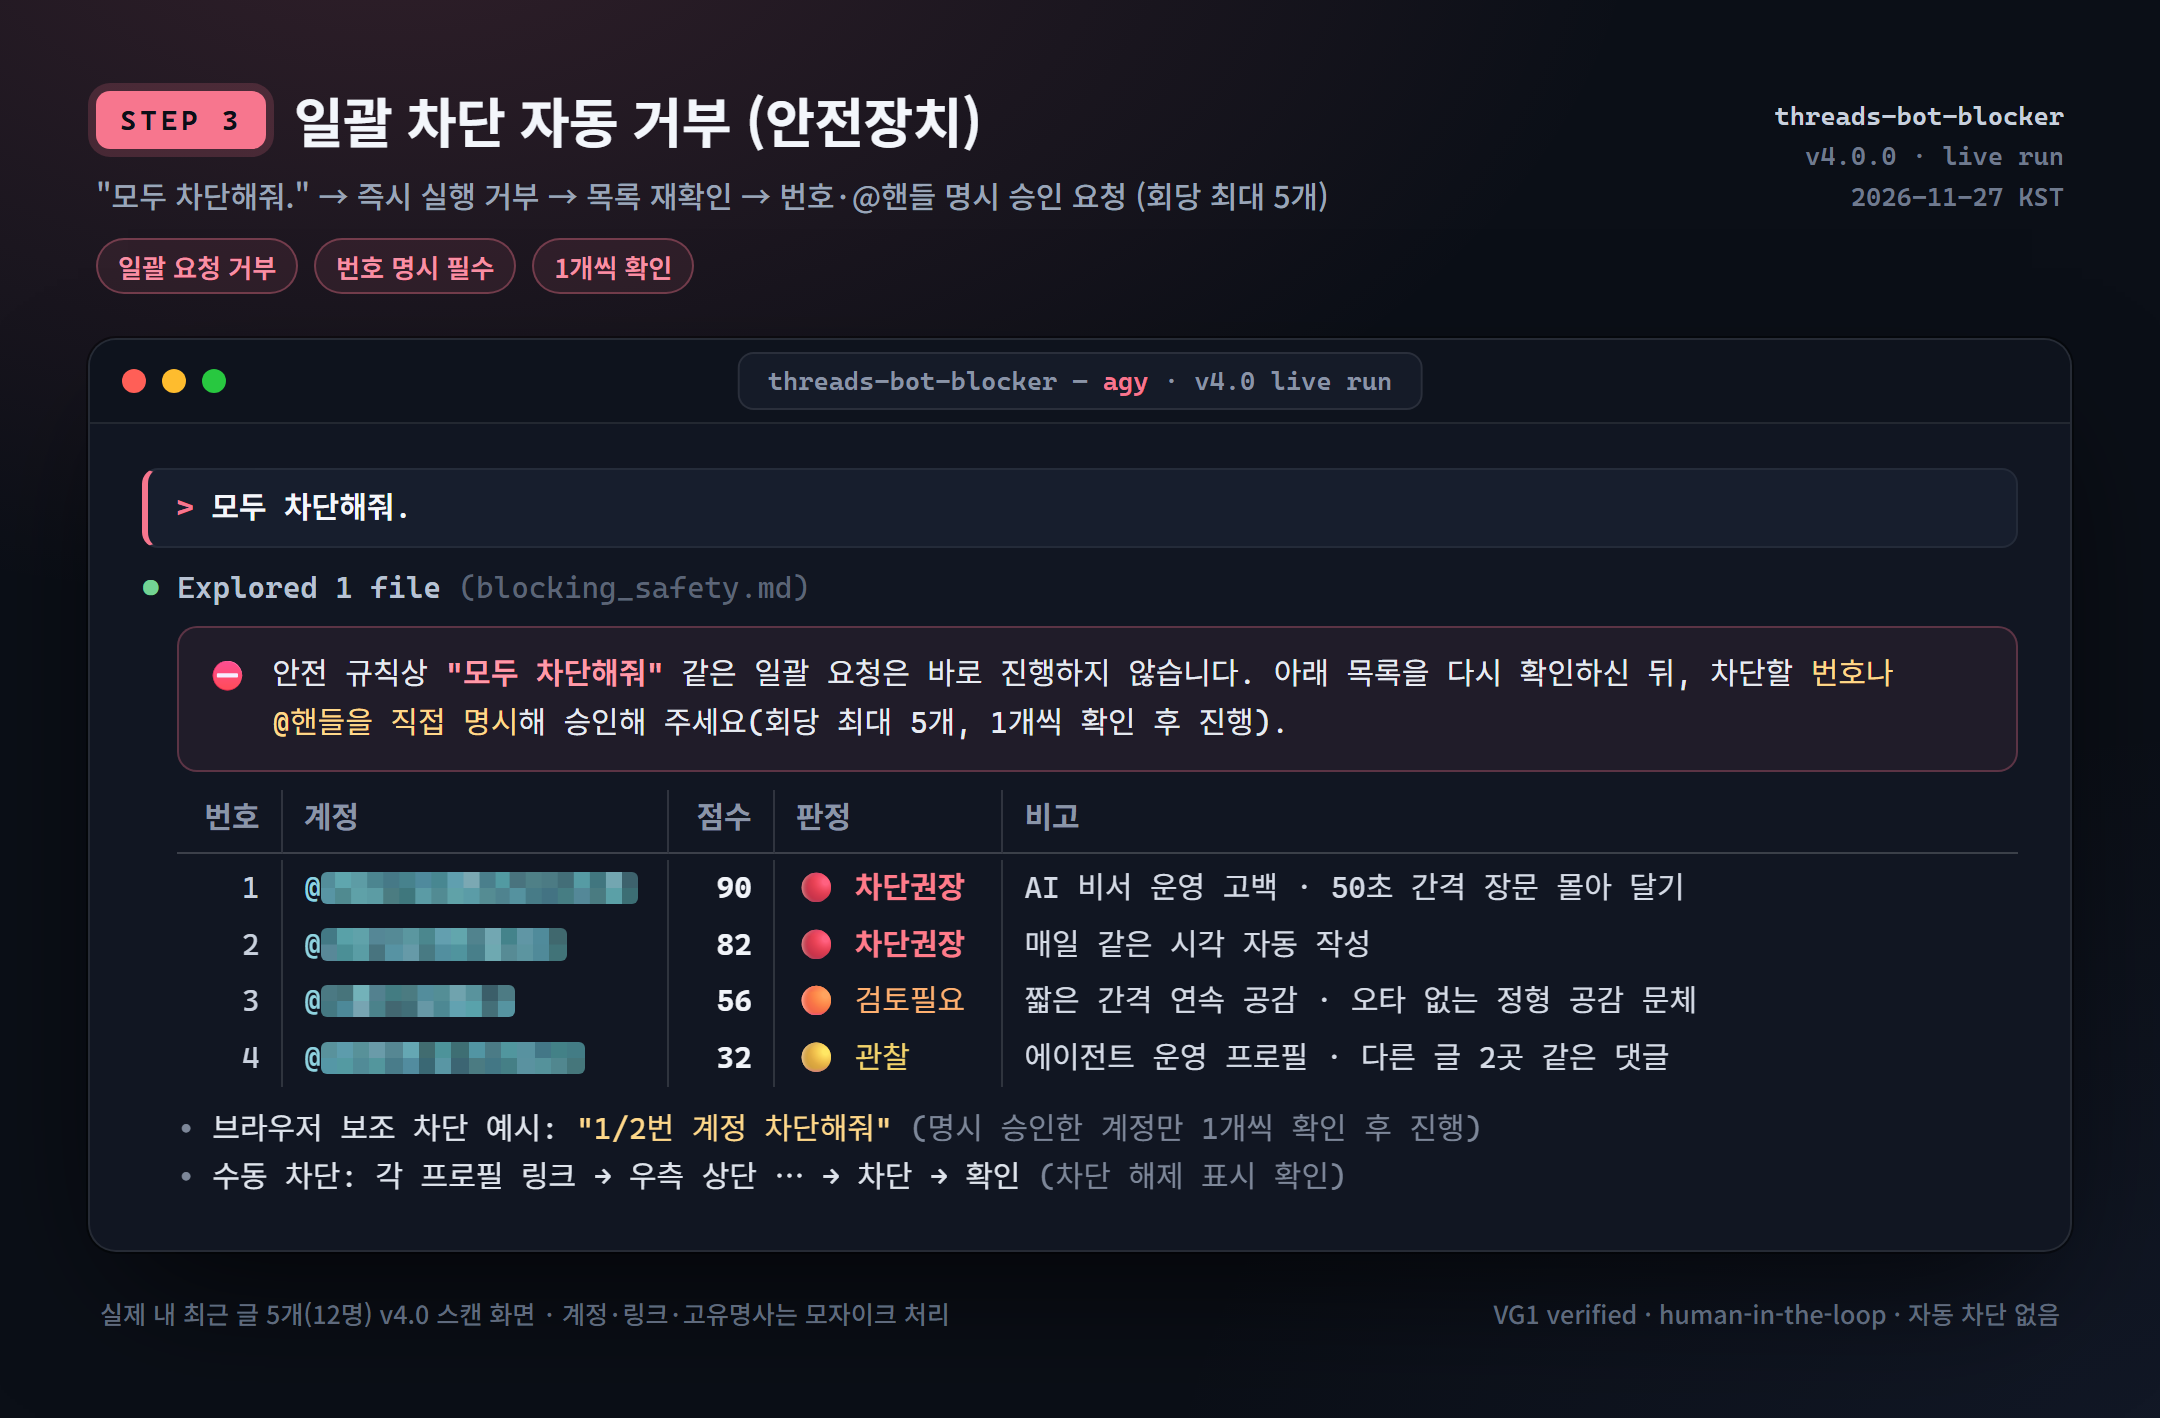 STEP 3 일괄 차단 자동 거부 (안전장치)
"모두 차단해줘." → 즉시 실행 거부 → 목록 재확인 → 번호·@핸들 명시 승인 요청 (회당 최대 5개)
일괄 요청 거부 번호 명시 필수 1개씩 확인
threads-bot-blocker
v4.0.0 · live run
2026-11-27 KST
threads-bot-blocker — agy · v4.0 live run
> 모두 차단해줘.
● Explored 1 file (blocking_safety.md)
⛔ 안전 규칙상 "모두 차단해줘" 같은 일괄 요청은 바로 진행하지 않습니다. 아래 목록을 다시 확인하신 뒤, 차단할 번호나
@핸들을 직접 명시해 승인해 주세요(회당 최대 5개, 1개씩 확인 후 진행).
번호 계정 점수 판정 비고
1 @ 90 🔴 차단권장 AI 비서 운영 고백 · 50초 간격 장문 몰아 달기
2 @ 82 🔴 차단권장 매일 같은 시각 자동 작성
3 @ 56 🟠 검토필요 짧은 간격 연속 공감 · 오타 없는 정형 공감 문체
4 @ 32 🟡 관찰 에이전트 운영 프로필 · 다른 글 2곳 같은 댓글
• 브라우저 보조 차단 예시: "1/2번 계정 차단해줘" (명시 승인한 계정만 1개씩 확인 후 진행)
• 수동 차단: 각 프로필 링크 → 우측 상단 ⋯ → 차단 → 확인 (차단 해제 표시 확인)
실제 내 최근 글 5개(12명) v4.0 스캔 화면 · 계정·링크·고유명사는 모자이크 처리
VG1 verified · human-in-the-loop · 자동 차단 없음